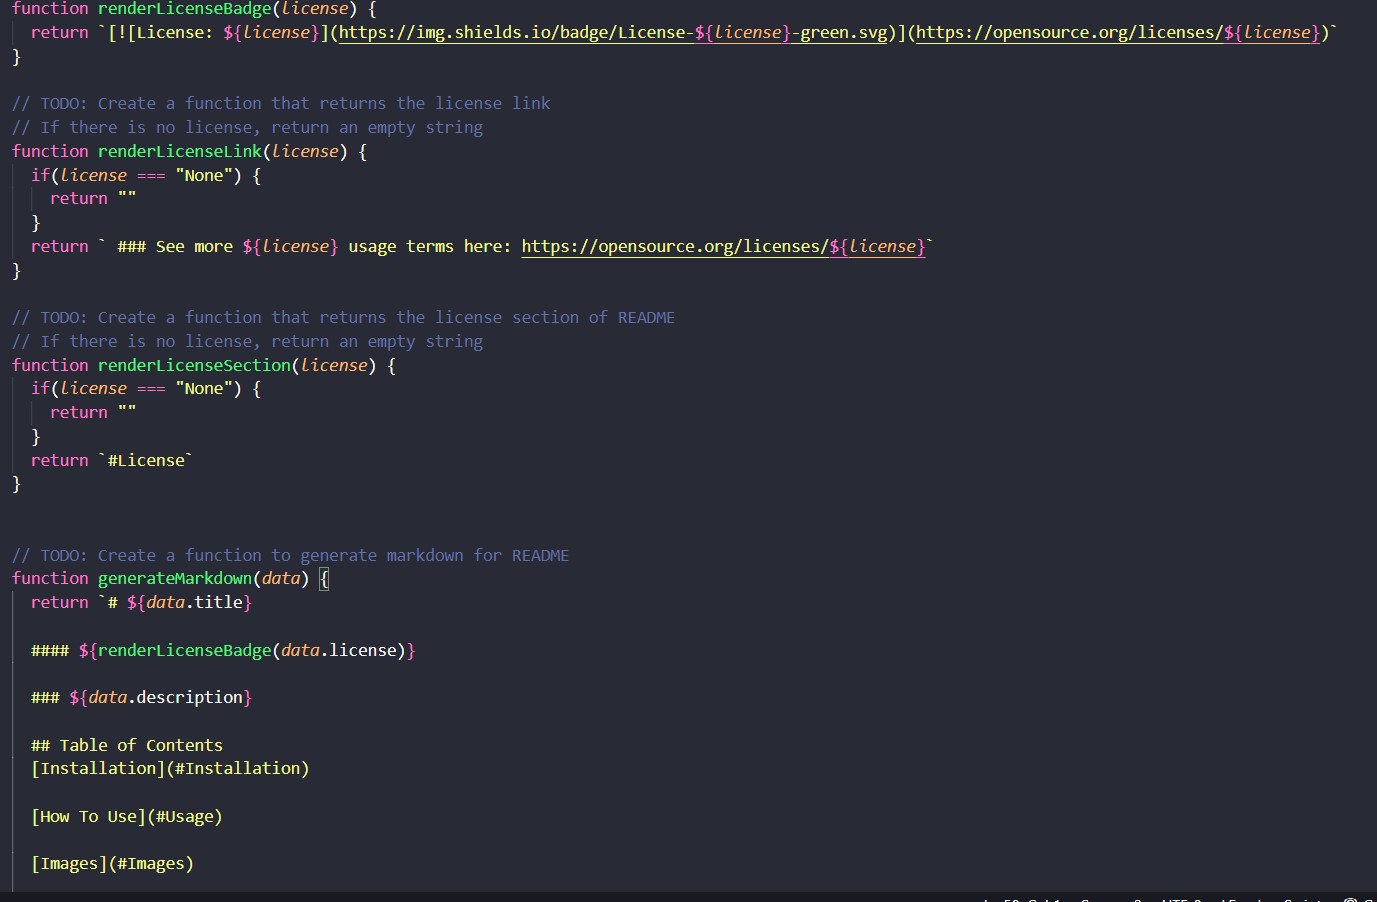 function renderLicenseBadge(license) {
  return `[![License: ${license}](https://img.shields.io/badge/License-${license}-green.svg)](https://opensource.org/licenses/${license})`
}

// TODO: Create a function that returns the license link
// If there is no license, return an empty string
function renderLicenseLink(license) {
  if(license === "None") {
    return ""
  }
  return ` ### See more ${license} usage terms here: https://opensource.org/licenses/${license}`
}

// TODO: Create a function that returns the license section of README
// If there is no license, return an empty string
function renderLicenseSection(license) {
  if(license === "None") {
    return ""
  }
  return `#License`
}

// TODO: Create a function to generate markdown for README
function generateMarkdown(data) {
  return `# ${data.title}

  #### ${renderLicenseBadge(data.license)}

  ### ${data.description}

  ## Table of Contents
  [Installation](#Installation)

  [How To Use](#Usage)

  [Images](#Images)